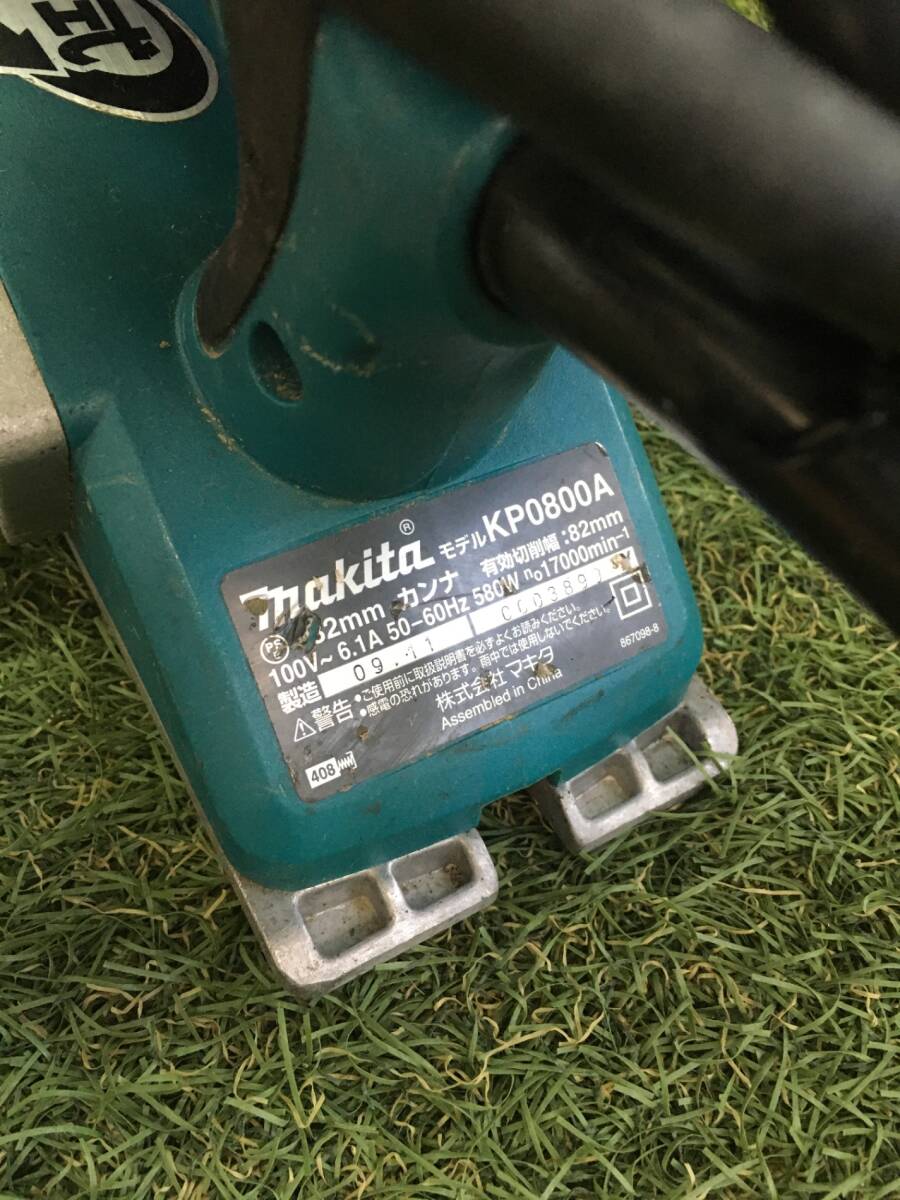 makita® モデル KP0800A
82mm カンナ 有効切削幅：82mm
100V～ 6.1A 50–60Hz 580W n₀17000min⁻¹
製造 09.11
⚠警告 •ご使用前に取扱説明書を必ずよくお読みください。
•感電の恐れがあります。雨中では使用しないでください。
株式会社 マキタ 867098-8
Assembled in China
408